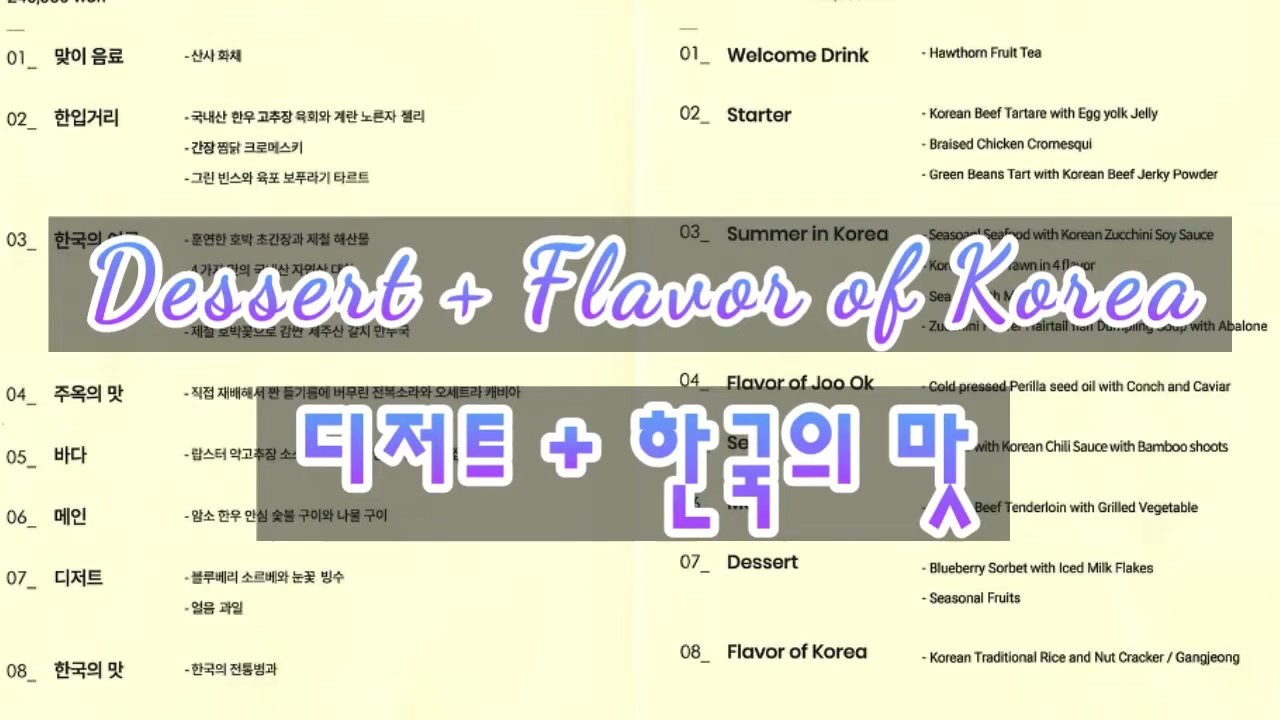 01_ 맞이 음료 - 산사 화채
02_ 한입거리 - 국내산 한우 고추장 육회와 계란 노른자 젤리
- 간장 찜닭 크로메스키
- 그린 빈스와 육포 보푸라기 타르트
03_ 한국의 - 훈연한 호박 초간장과 제철 해산물
- 제철 호박꽃으로 감싼 제주산 갈치 만두국
04_ 주옥의 맛 - 직접 재배해서 짠 들기름에 버무린 전복소라와 오세트라 캐비아
05_ 바다 - 랍스터 약고추장
06_ 메인 - 암소 한우 안심 숯불 구이와 나물 구이
07_ 디저트 - 블루베리 소르베와 눈꽃 빙수
- 얼음 과일
08_ 한국의 맛 - 한국의 전통병과
01_ Welcome Drink - Hawthorn Fruit Tea
02_ Starter - Korean Beef Tartare with Egg yolk Jelly
- Braised Chicken Cromesqui
- Green Beans Tart with Korean Beef Jerky Powder
03_ Summer in Korea - Seasoanl Seafood with Korean Zucchini Soy Sauce
in 4 flavor
Dumpling Soup with Abalone
04_ Flavor of Joo Ok - Cold pressed Perilla seed oil with Conch and Caviar
with Korean Chili Sauce with Bamboo shoots
Beef Tenderloin with Grilled Vegetable
07_ Dessert - Blueberry Sorbet with Iced Milk Flakes
- Seasonal Fruits
08_ Flavor of Korea - Korean Traditional Rice and Nut Cracker / Gangjeong
Dessert + Flavor of Korea
디저트 + 한국의 맛